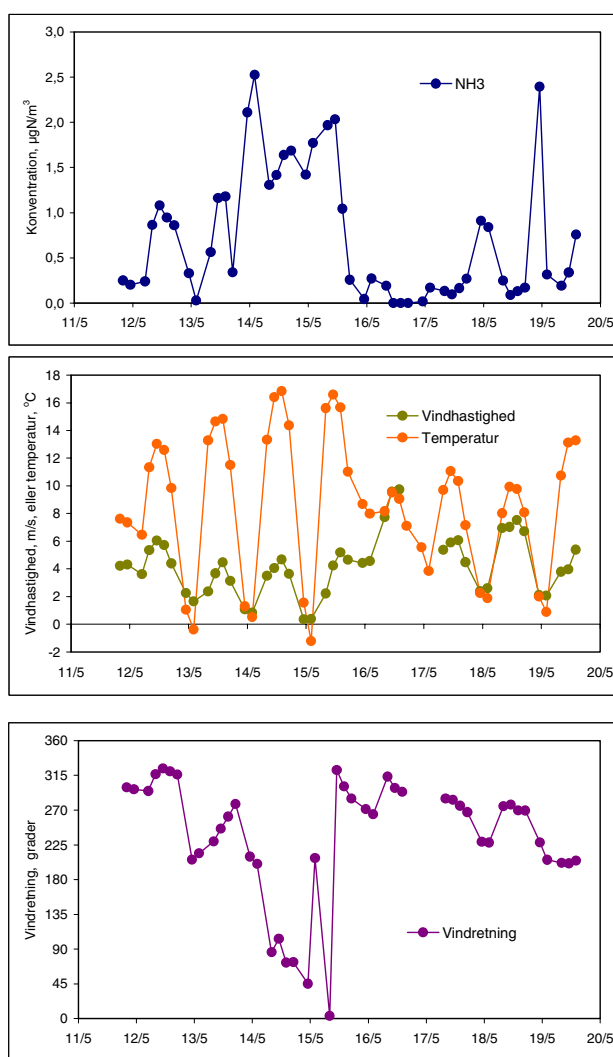 3,0
2,5
2,0
1,5
1,0
0,5
0,0
Konventration, µgN/m³
NH3
11/5 12/5 13/5 14/5 15/5 16/5 17/5 18/5 19/5 20/5
18
16
14
12
10
8
6
4
2
0
-2
Vindhastighed, m/s, eller temperatur, °C
Vindhastighed
Temperatur
11/5 12/5 13/5 14/5 15/5 16/5 17/5 18/5 19/5 20/5
360
315
270
225
180
135
90
45
0
Vindretning, grader
Vindretning
11/5 12/5 13/5 14/5 15/5 16/5 17/5 18/5 19/5 20/5